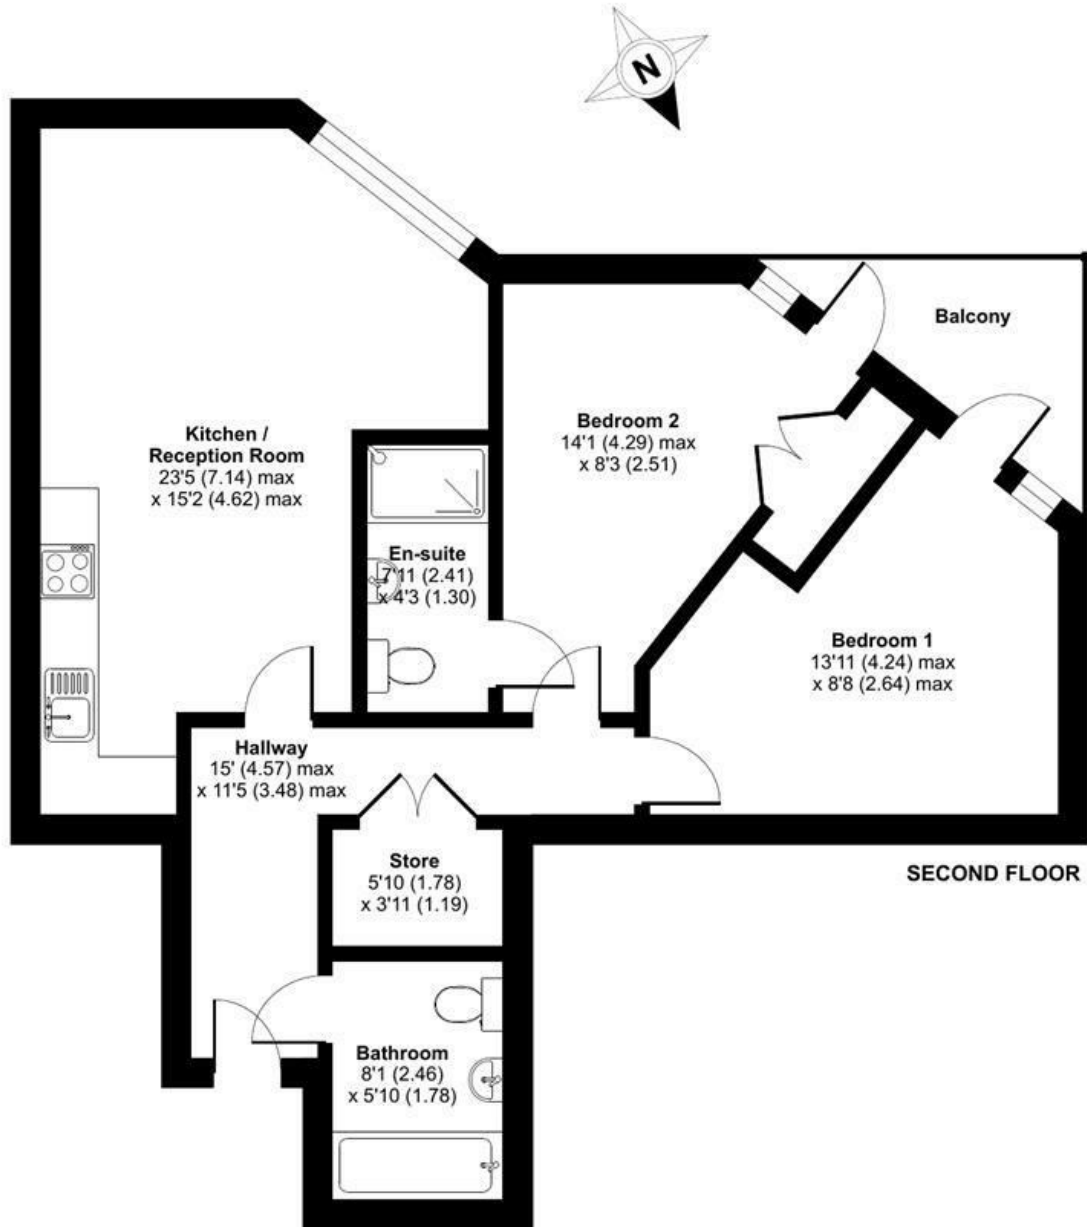 N
Balcony
Bedroom 2
14'1 (4.29) max
x 8'3 (2.51)
Kitchen /
Reception Room
23'5 (7.14) max
x 15'2 (4.62) max
En-suite
7'11 (2.41)
x 4'3 (1.30)
Bedroom 1
13'11 (4.24) max
x 8'8 (2.64) max
Hallway
15' (4.57) max
x 11'5 (3.48) max
Store
5'10 (1.78)
x 3'11 (1.19)
SECOND FLOOR
Bathroom
8'1 (2.46)
x 5'10 (1.78)